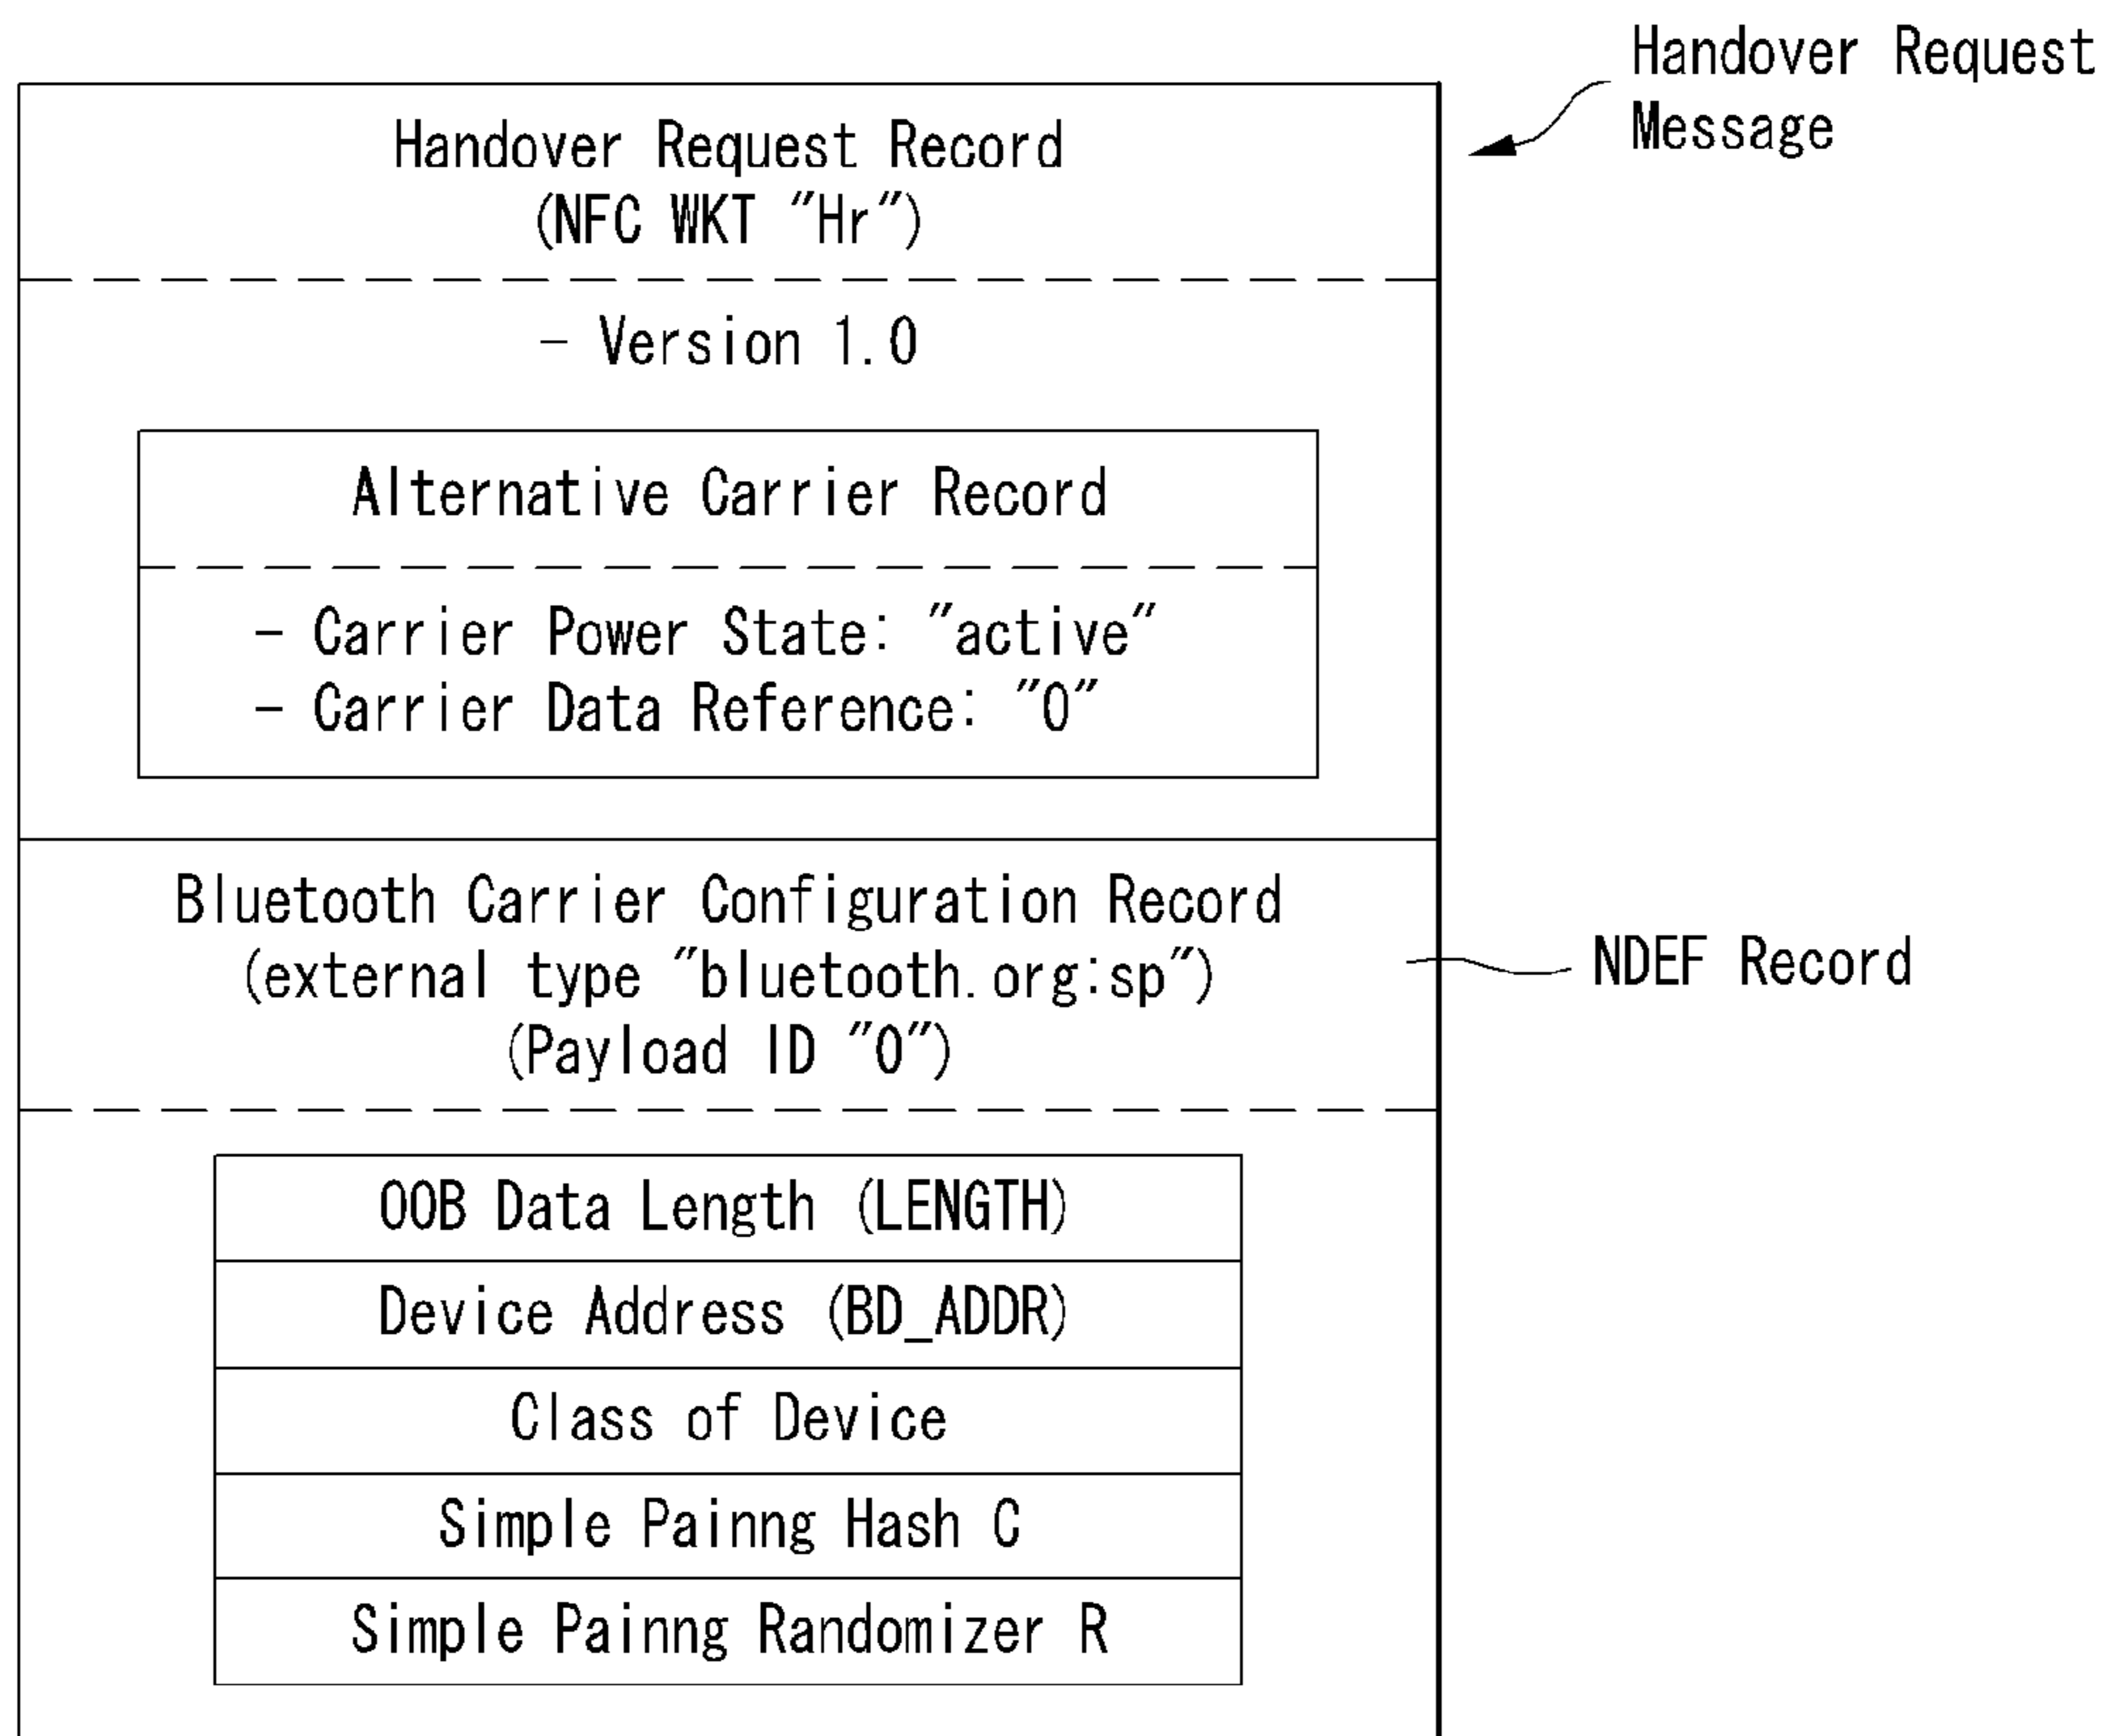 Handover Request
Message
Handover Request Record
(NFC WKT "Hr")
- Version 1.0
Alternative Carrier Record
- Carrier Power State: "active"
- Carrier Data Reference: "0"
Bluetooth Carrier Configuration Record
(external type "bluetooth.org:sp")
(Payload ID "0")
NDEF Record
OOB Data Length (LENGTH)
Device Address (BD_ADDR)
Class of Device
Simple Painng Hash C
Simple Painng Randomizer R